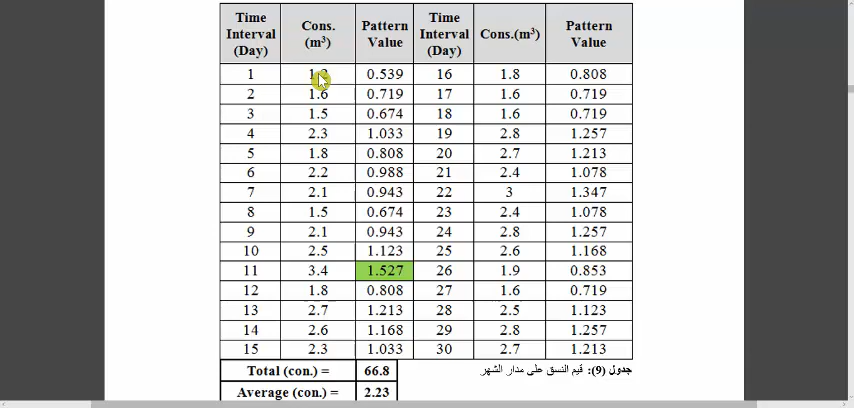 Time Interval (Day) Cons. (m³) Pattern Value Time Interval (Day) Cons.(m³) Pattern Value
1 0.539 16 1.8 0.808
2 1.6 0.719 17 1.6 0.719
3 1.5 0.674 18 1.6 0.719
4 2.3 1.033 19 2.8 1.257
5 1.8 0.808 20 2.7 1.213
6 2.2 0.988 21 2.4 1.078
7 2.1 0.943 22 3 1.347
8 1.5 0.674 23 2.4 1.078
9 2.1 0.943 24 2.8 1.257
10 2.5 1.123 25 2.6 1.168
11 3.4 1.527 26 1.9 0.853
12 1.8 0.808 27 1.6 0.719
13 2.7 1.213 28 2.5 1.123
14 2.6 1.168 29 2.8 1.257
15 2.3 1.033 30 2.7 1.213
Total (con.) = 66.8
جدول (9): قيم النسق على مدار الشهر
Average (con.) = 2.23